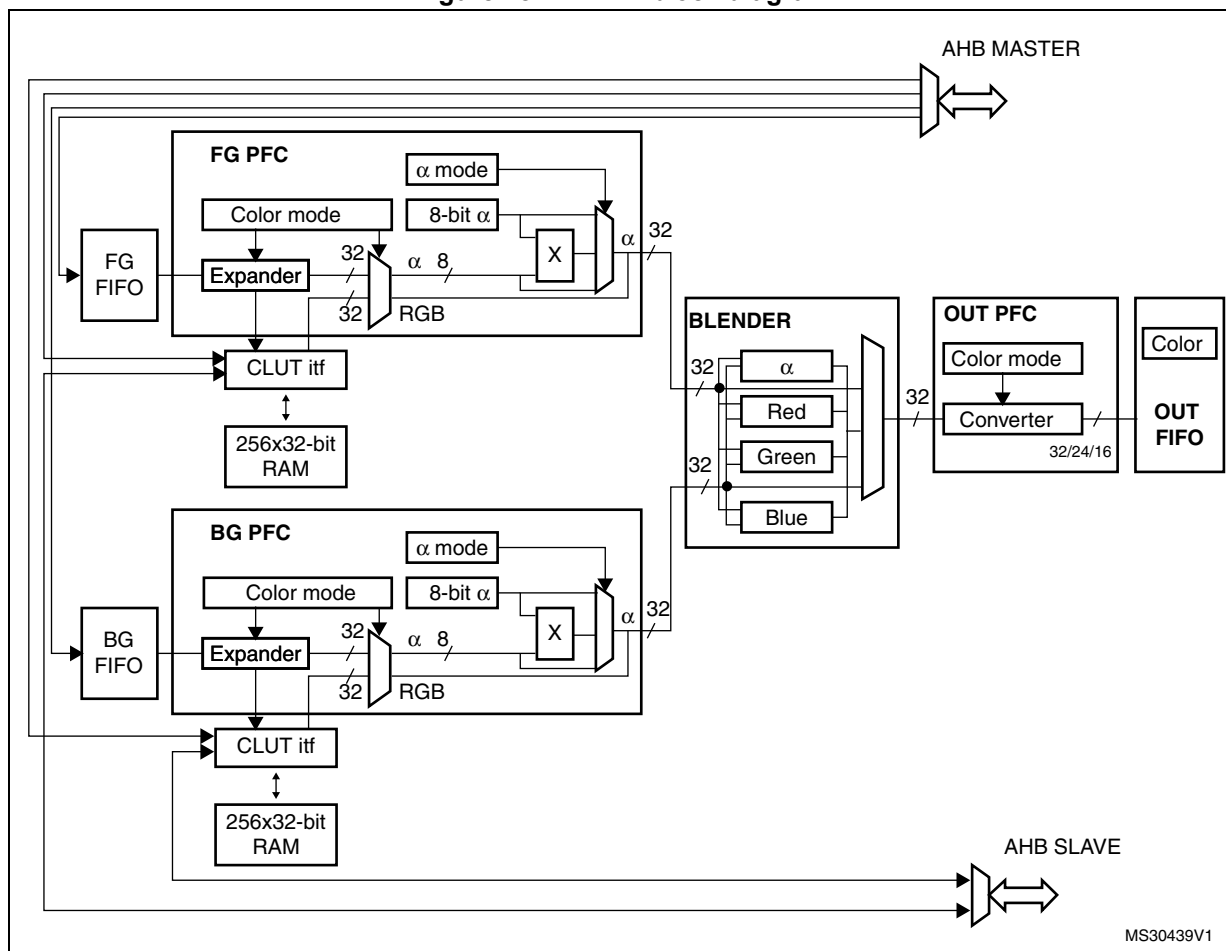 AHB MASTER
FG PFC
α mode
Color mode
8-bit α
32
α
32
FG
FIFO
Expander
α 8
X
32
RGB
CLUT itf
256x32-bit
RAM
BLENDER
32
α
Red
Green
32
Blue
32
OUT PFC
Color mode
Converter
32/24/16
Color
OUT
FIFO
BG PFC
α mode
Color mode
8-bit α
32
α
32
BG
FIFO
Expander
α 8
X
32
RGB
CLUT itf
256x32-bit
RAM
AHB SLAVE
MS30439V1